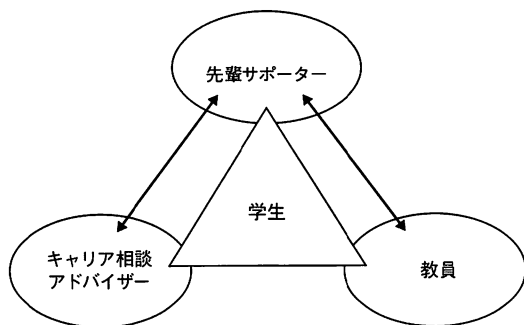 先輩サポーター
学生
キャリア相談
アドバイザー
教員